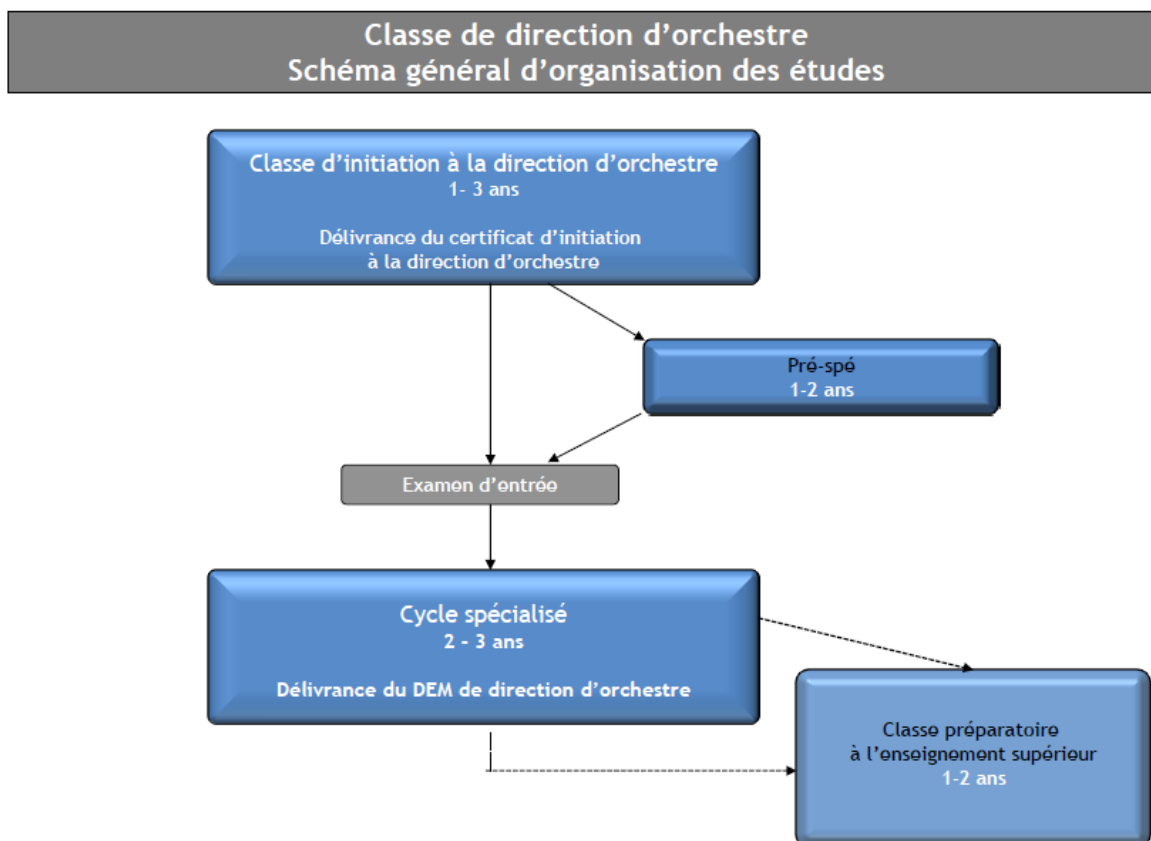 Classe de direction d’orchestre
Schéma général d’organisation des études
Classe d’initiation à la direction d’orchestre
1- 3 ans
Délivrance du certificat d’initiation
à la direction d’orchestre
Pré-spé
1-2 ans
Examen d’entrée
Cycle spécialisé
2 - 3 ans
Délivrance du DEM de direction d’orchestre
Classe préparatoire
à l’enseignement supérieur
1-2 ans